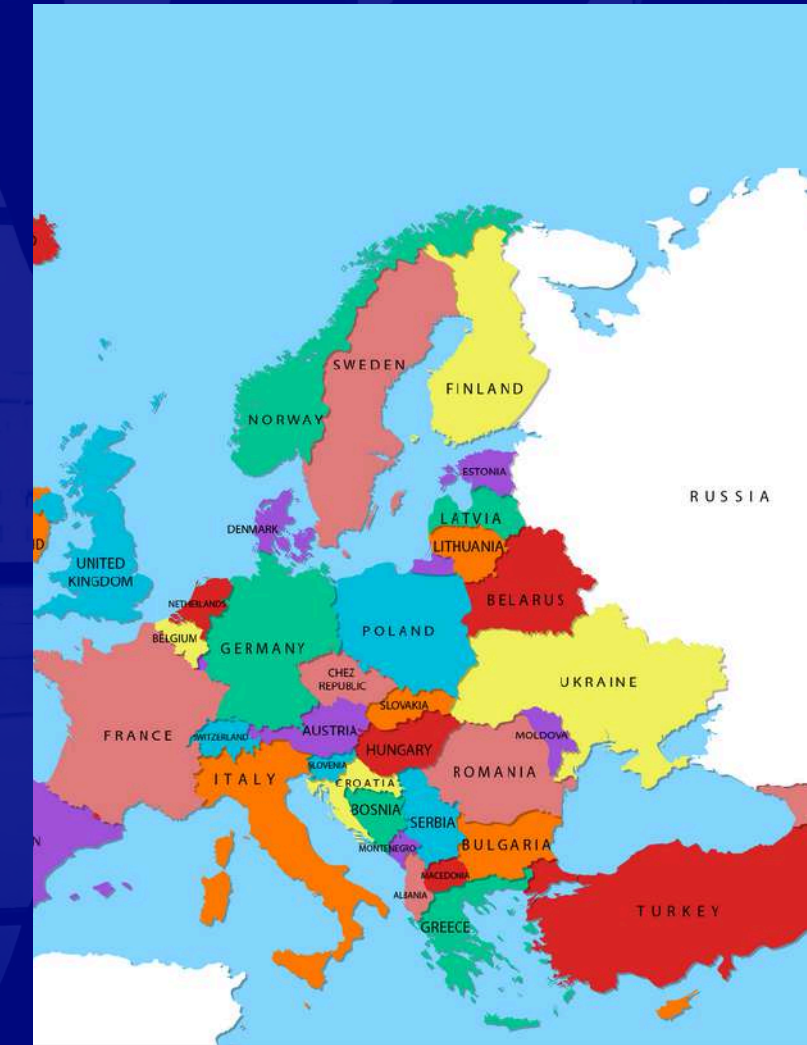 SWEDEN
FINLAND
NORWAY
ESTONIA
RUSSIA
LATVIA
DENMARK
LITHUANIA
UNITED
KINGDOM
NETHERLANDS
BELARUS
BELGIUM
POLAND
GERMANY
CHEZ
REPUBLIC
UKRAINE
SLOVAKIA
FRANCE
SWITZERLAND
AUSTRIA
MOLDOVA
HUNGARY
SLOVENIA
ROMANIA
ITALY
CROATIA
BOSNIA
SERBIA
BULGARIA
MONTENEGRO
MACEDONIA
ALBANIA
TURKEY
GREECE